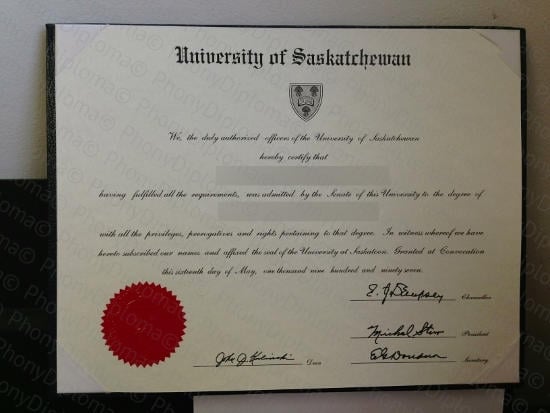 University of Saskatchewan
We, the duly authorized officers of the University of Saskatchewan
hereby certify that
having fulfilled all the requirements, was admitted by the Senate of this University to the degree of
with all the privileges, prerogatives and rights pertaining to that degree. In witness whereof we have
hereto subscribed our names and affixed the seal of the University at Saskatoon. Granted at Convocation
this sixteenth day of May, one thousand nine hundred and ninety seven.
E. J. Dempsey Chancellor
President
Dean Secretary
PhonyDiploma©